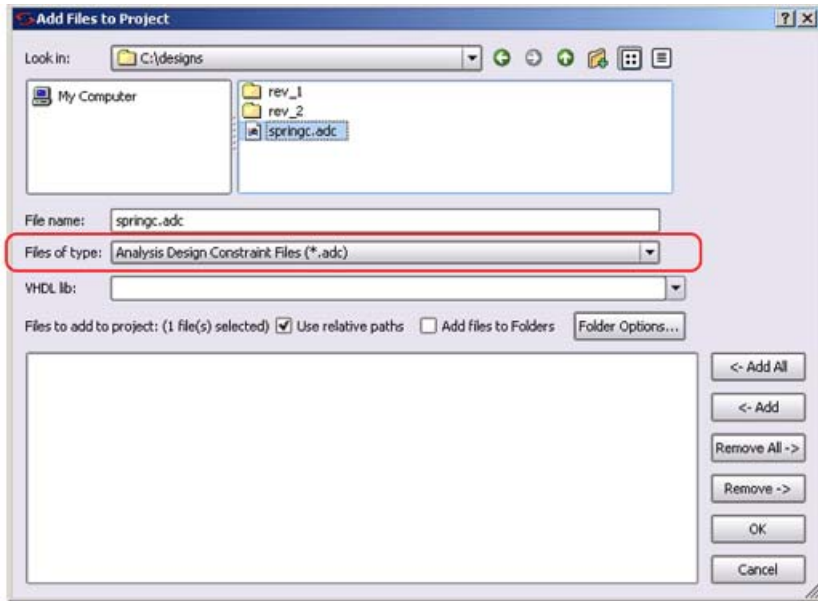 Add Files to Project
Look in: C:\designs
My Computer
rev_1
rev_2
springc.adc
File name: springc.adc
Files of type: Analysis Design Constraint Files (*.adc)
VHDL lib:
Files to add to project: (1 file(s) selected) Use relative paths Add files to Folders Folder Options...
<- Add All
<- Add
Remove All ->
Remove ->
OK
Cancel